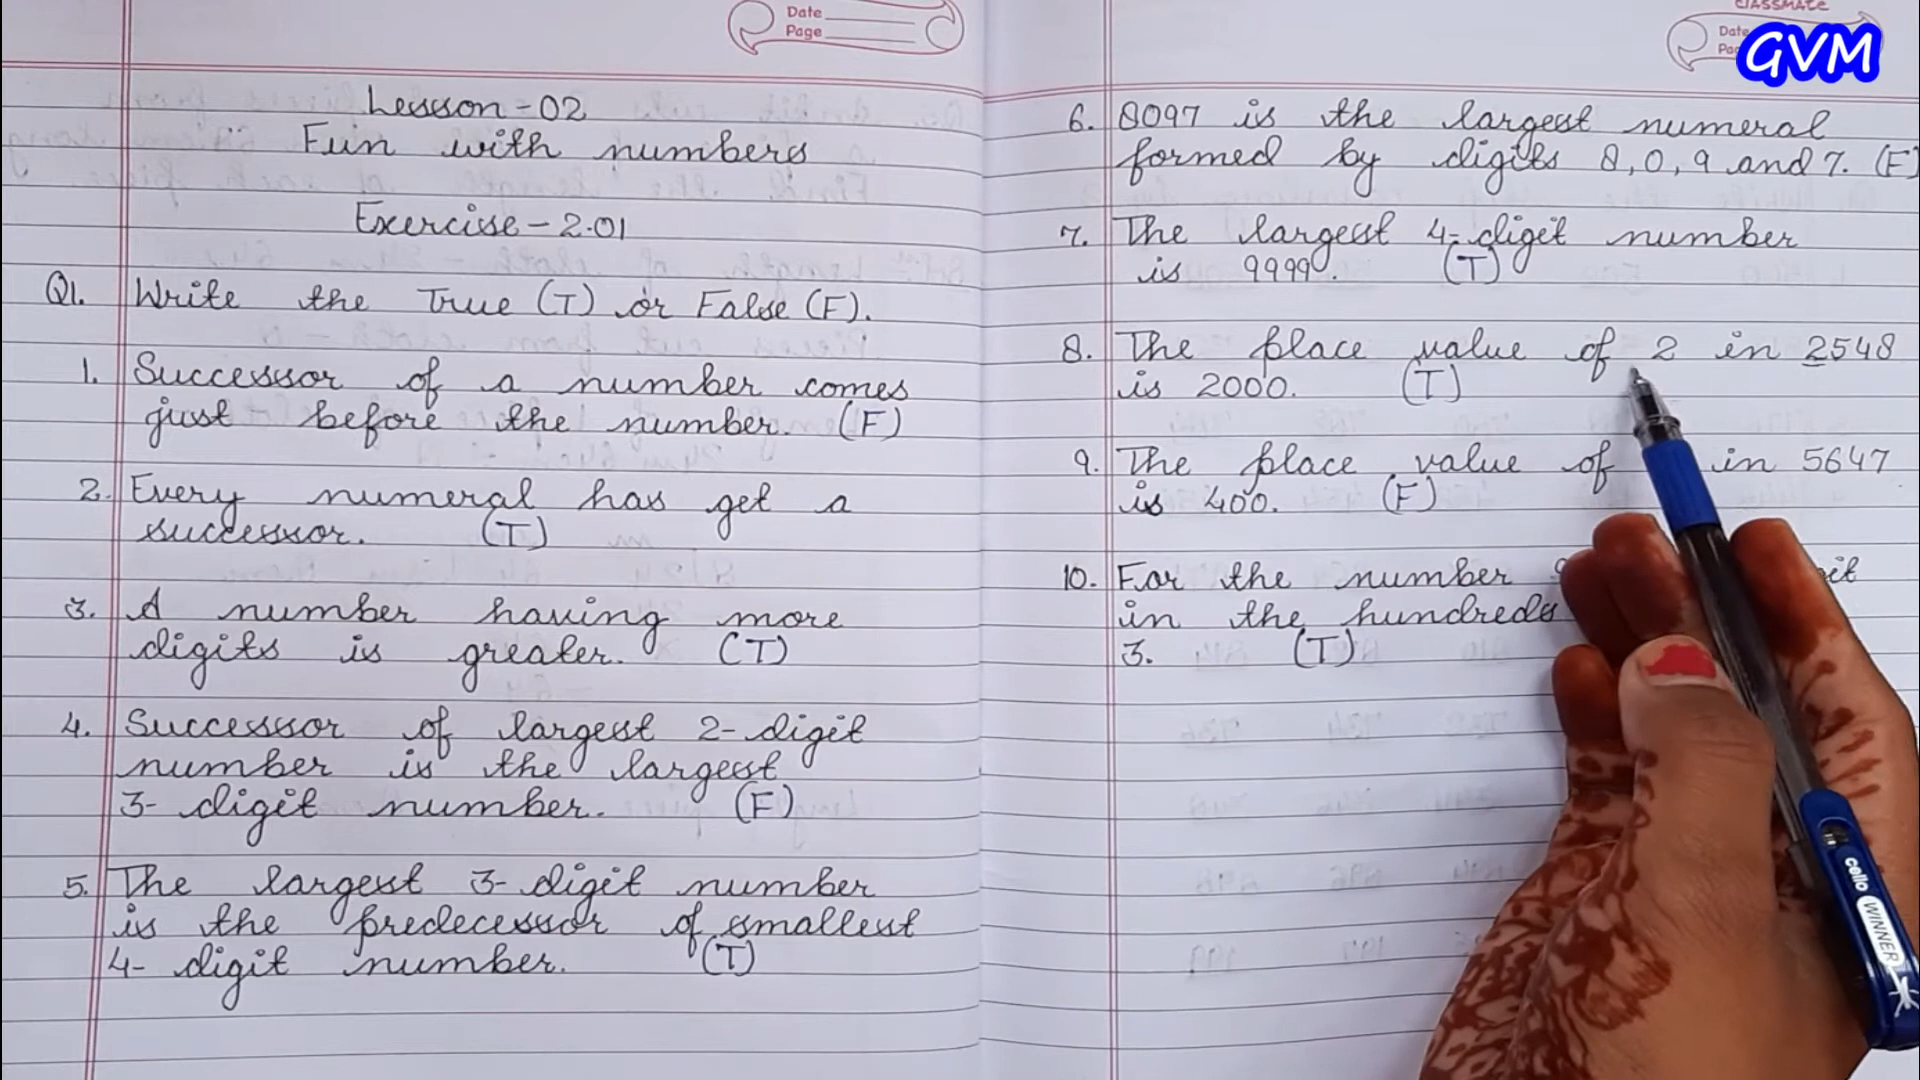 Date
Page
CLASSMATE
Date
GVM
Lesson - 02
Fun with numbers
Exercise - 2.01
Q1. Write the True (T) or False (F).
1. Successor of a number comes
just before the number. (F)
2. Every numeral has get a
successor. (T)
3. A number having more
digits is greater. (T)
4. Successor of largest 2-digit
number is the largest
3-digit number. (F)
5. The largest 3-digit number
is the predecessor of smallest
4-digit number. (T)
6. 8097 is the largest numeral
formed by digits 8, 0, 9 and 7. (F)
7. The largest 4-digit number
is 9999. (T)
8. The place value of 2 in 2548
is 2000. (T)
9. The place value of in 5647
is 400. (F)
10. For the number
in the hundreds
3. (T)
cello
WINNER